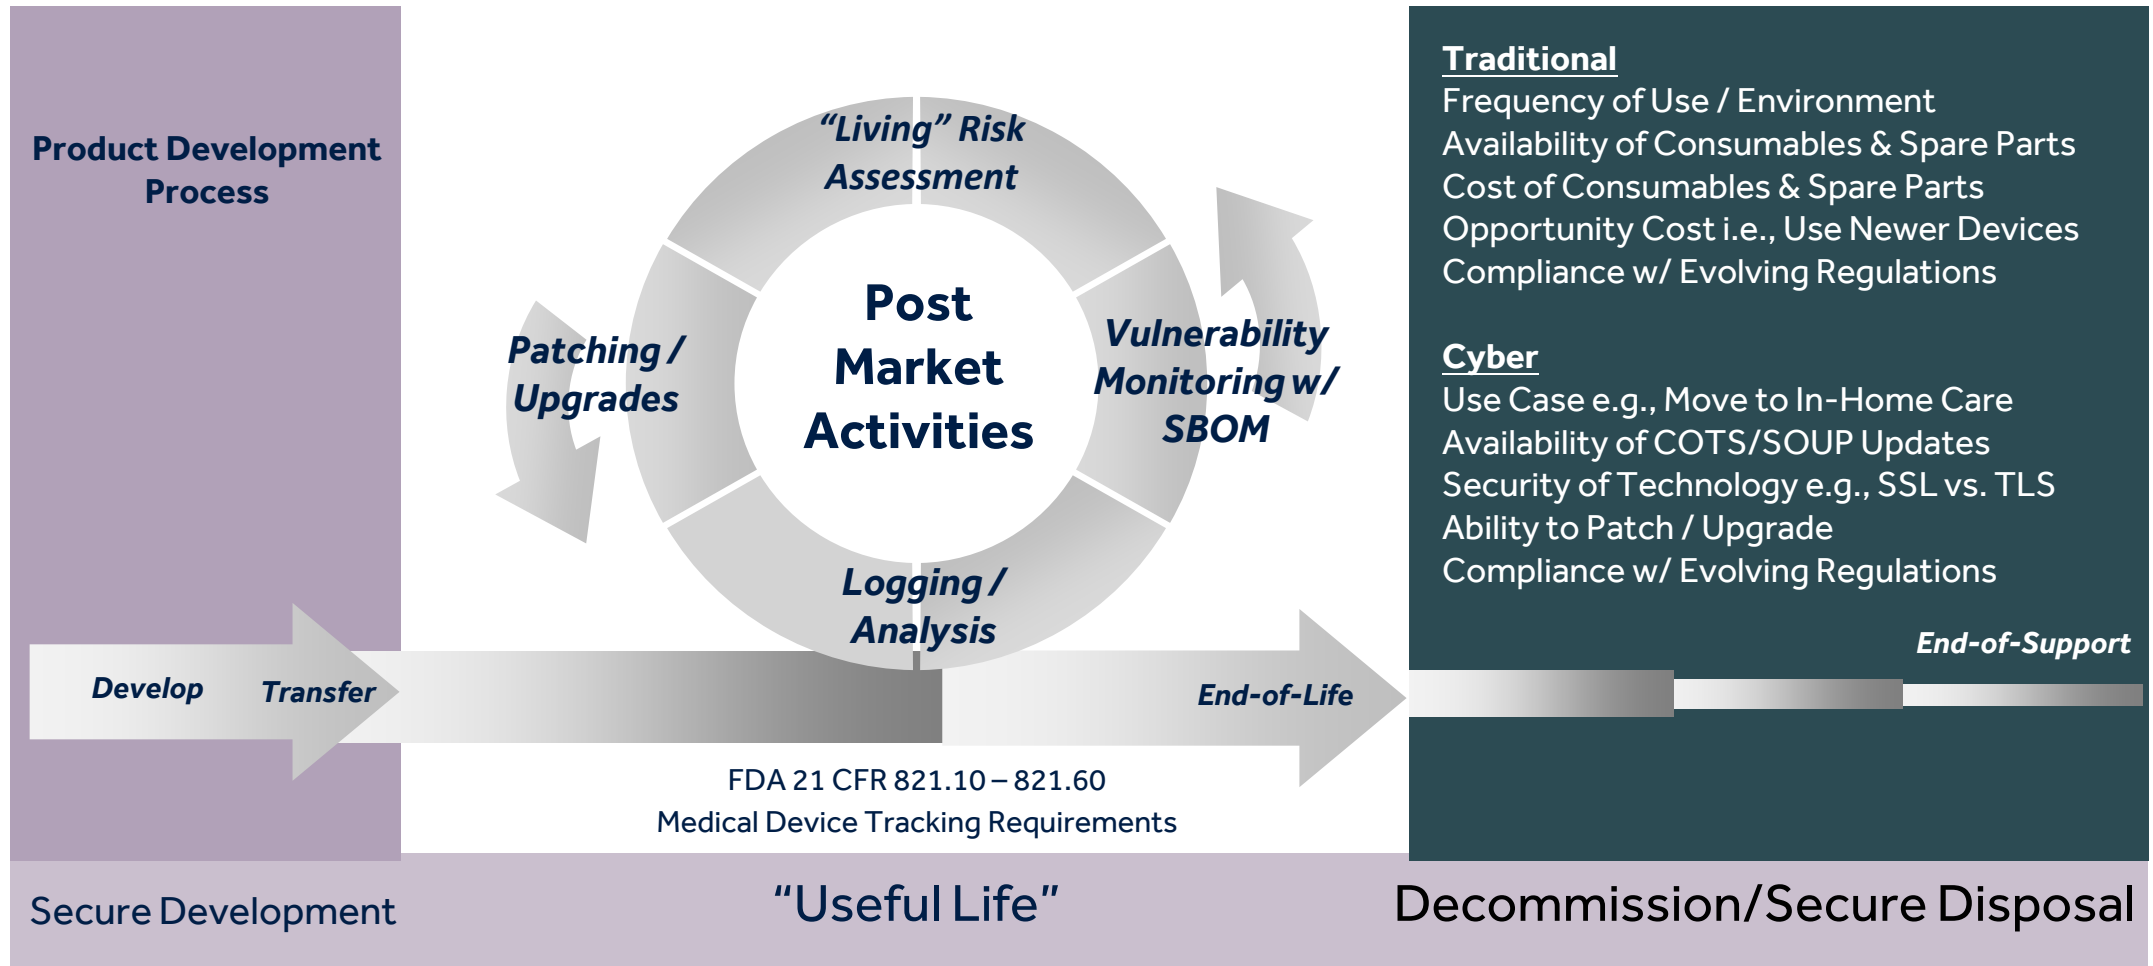 Product Development
Process
Develop
Transfer
“Living” Risk
Assessment
Patching /
Upgrades
Post
Market
Activities
Vulnerability
Monitoring w/
SBOM
Logging /
Analysis
End-of-Life
FDA 21 CFR 821.10 – 821.60
Medical Device Tracking Requirements
Traditional
Frequency of Use / Environment
Availability of Consumables & Spare Parts
Cost of Consumables & Spare Parts
Opportunity Cost i.e., Use Newer Devices
Compliance w/ Evolving Regulations
Cyber
Use Case e.g., Move to In-Home Care
Availability of COTS/SOUP Updates
Security of Technology e.g., SSL vs. TLS
Ability to Patch / Upgrade
Compliance w/ Evolving Regulations
End-of-Support
Secure Development
“Useful Life”
Decommission/Secure Disposal